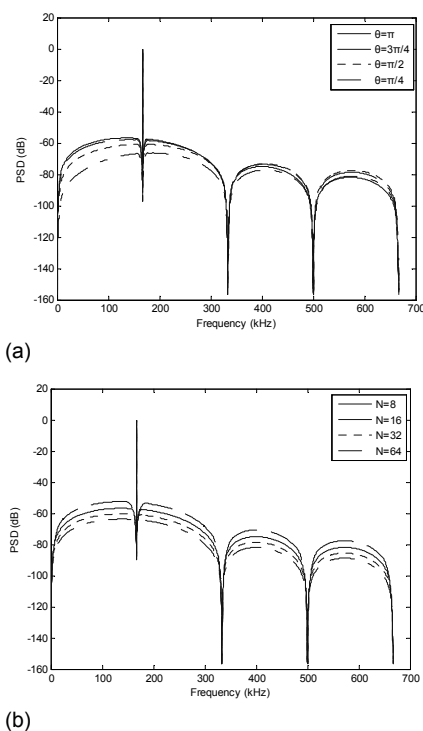 20
0
-20
-40
-60
-80
-100
-120
-140
-160
PSD (dB)
θ=π
θ=3π/4
θ=π/2
θ=π/4
0 100 200 300 400 500 600 700
Frequency (kHz)
(a)
20
0
-20
-40
-60
-80
-100
-120
-140
-160
PSD (dB)
N=8
N=16
N=32
N=64
0 100 200 300 400 500 600 700
Frequency (kHz)
(b)